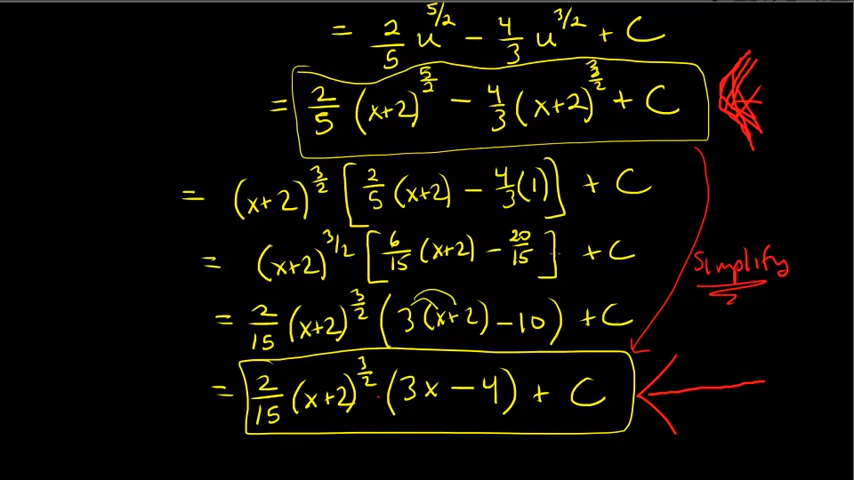 = 2/5 u^5/2 - 4/3 u^3/2 + C
= 2/5 (x+2)^5/2 - 4/3 (x+2)^3/2 + C
= (x+2)^3/2 [2/5 (x+2) - 4/3 (1)] + C
= (x+2)^3/2 [6/15 (x+2) - 20/15] + C
Simplify
= 2/15 (x+2)^3/2 (3(x+2) - 10) + C
= 2/15 (x+2)^3/2 · (3x - 4) + C